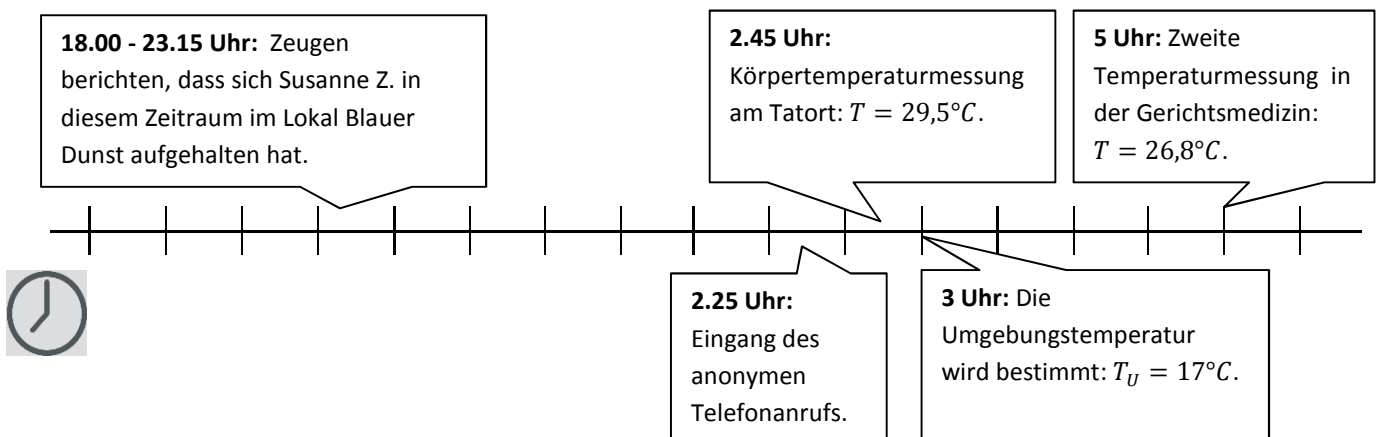 18.00 - 23.15 Uhr: Zeugen
berichten, dass sich Susanne Z. in
diesem Zeitraum im Lokal Blauer
Dunst aufgehalten hat.
2.45 Uhr:
Körpertemperaturmessung
am Tatort: T = 29,5°C.
5 Uhr: Zweite
Temperaturmessung in
der Gerichtsmedizin:
T = 26,8°C.
2.25 Uhr:
Eingang des
anonymen
Telefonanrufs.
3 Uhr: Die
Umgebungstemperatur
wird bestimmt: T_U = 17°C.